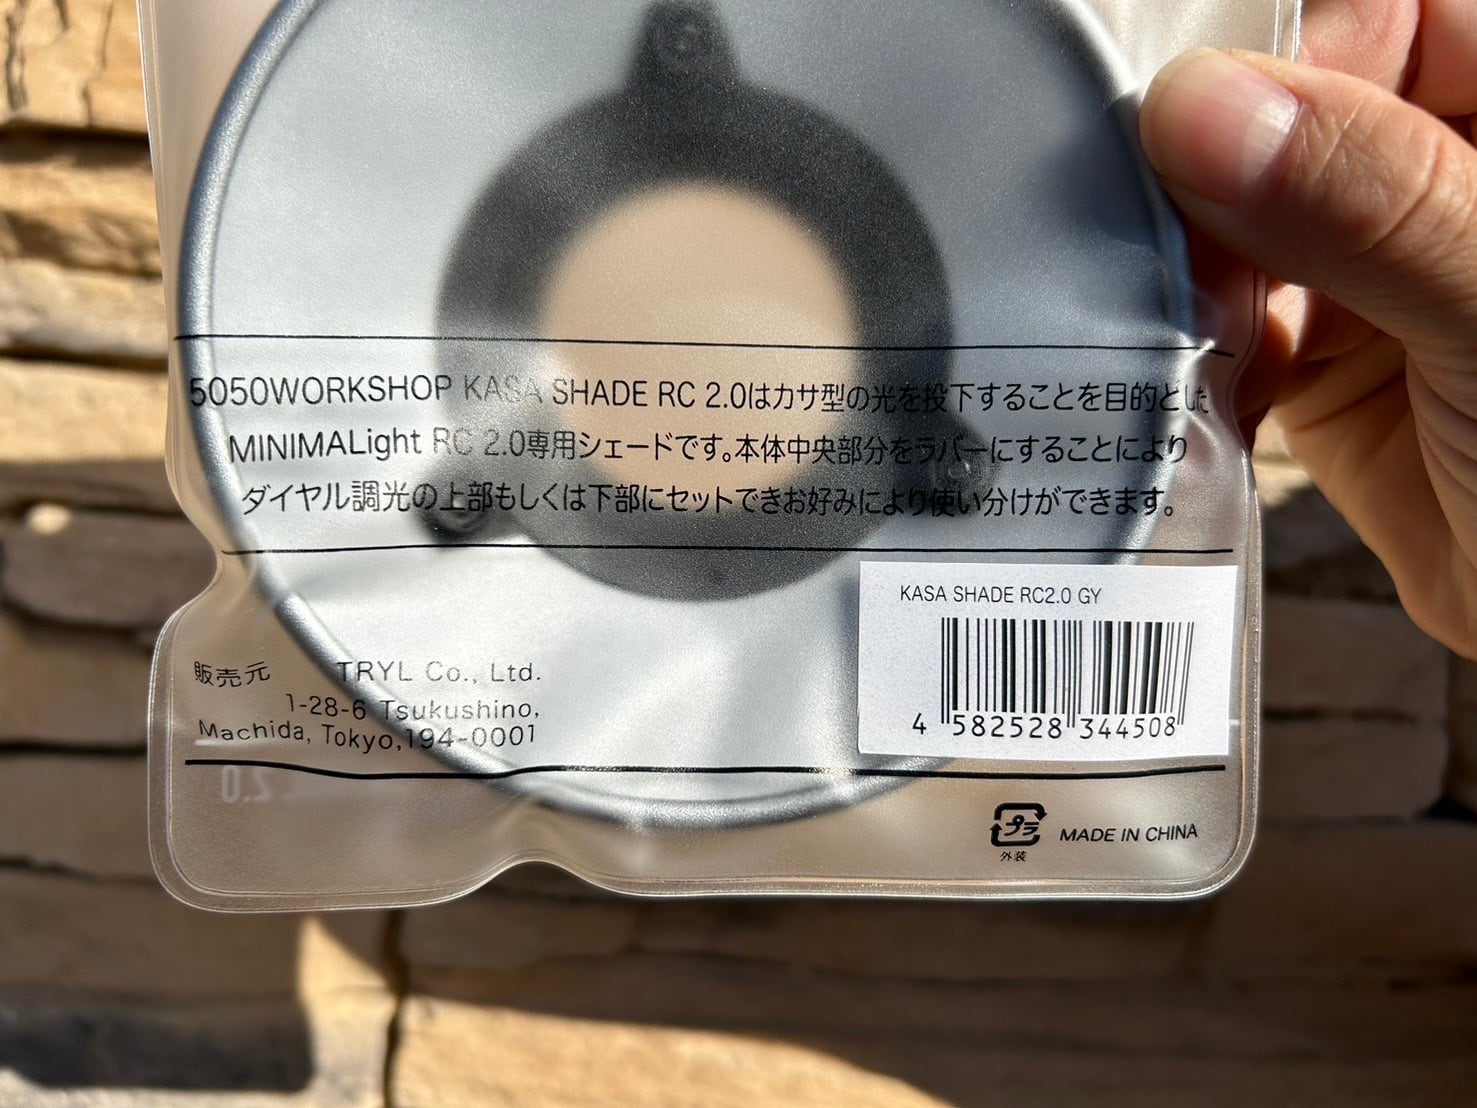 5050WORKSHOP KASA SHADE RC 2.0はカサ型の光を投下することを目的とした
MINIMALight RC 2.0専用シェードです。本体中央部分をラバーにすることにより
ダイヤル調光の上部もしくは下部にセットできお好みにより使い分けができます。
KASA SHADE RC2.0 GY
4 582528 344508
販売元 TRYL Co., Ltd.
1-28-6 Tsukushino,
Machida, Tokyo,194-0001
2.0
プラ
外装
MADE IN CHINA